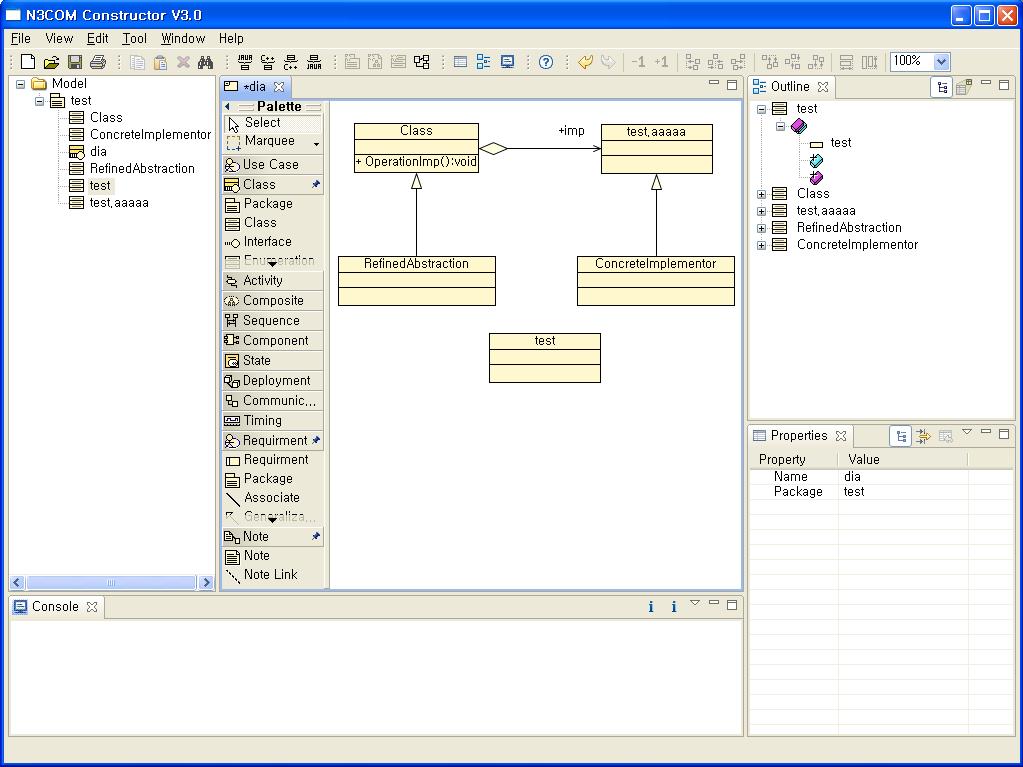 N3COM Constructor V3.0
File View Edit Tool Window Help
-1 +1 100%
Model
test
Class
ConcreteImplementor
dia
RefinedAbstraction
test
test,aaaaa
*dia
Palette
Select
Marquee
Use Case
Class
Package
Class
Interface
Enumeration
Activity
Composite
Sequence
Component
State
Deployment
Communic...
Timing
Requirment
Requirment
Package
Associate
Generaliza...
Note
Note
Note Link
Class
+ OperationImp():void
+imp
test,aaaaa
RefinedAbstraction
ConcreteImplementor
test
Outline
test
test
Class
test,aaaaa
RefinedAbstraction
ConcreteImplementor
Properties
Property Value
Name dia
Package test
Console